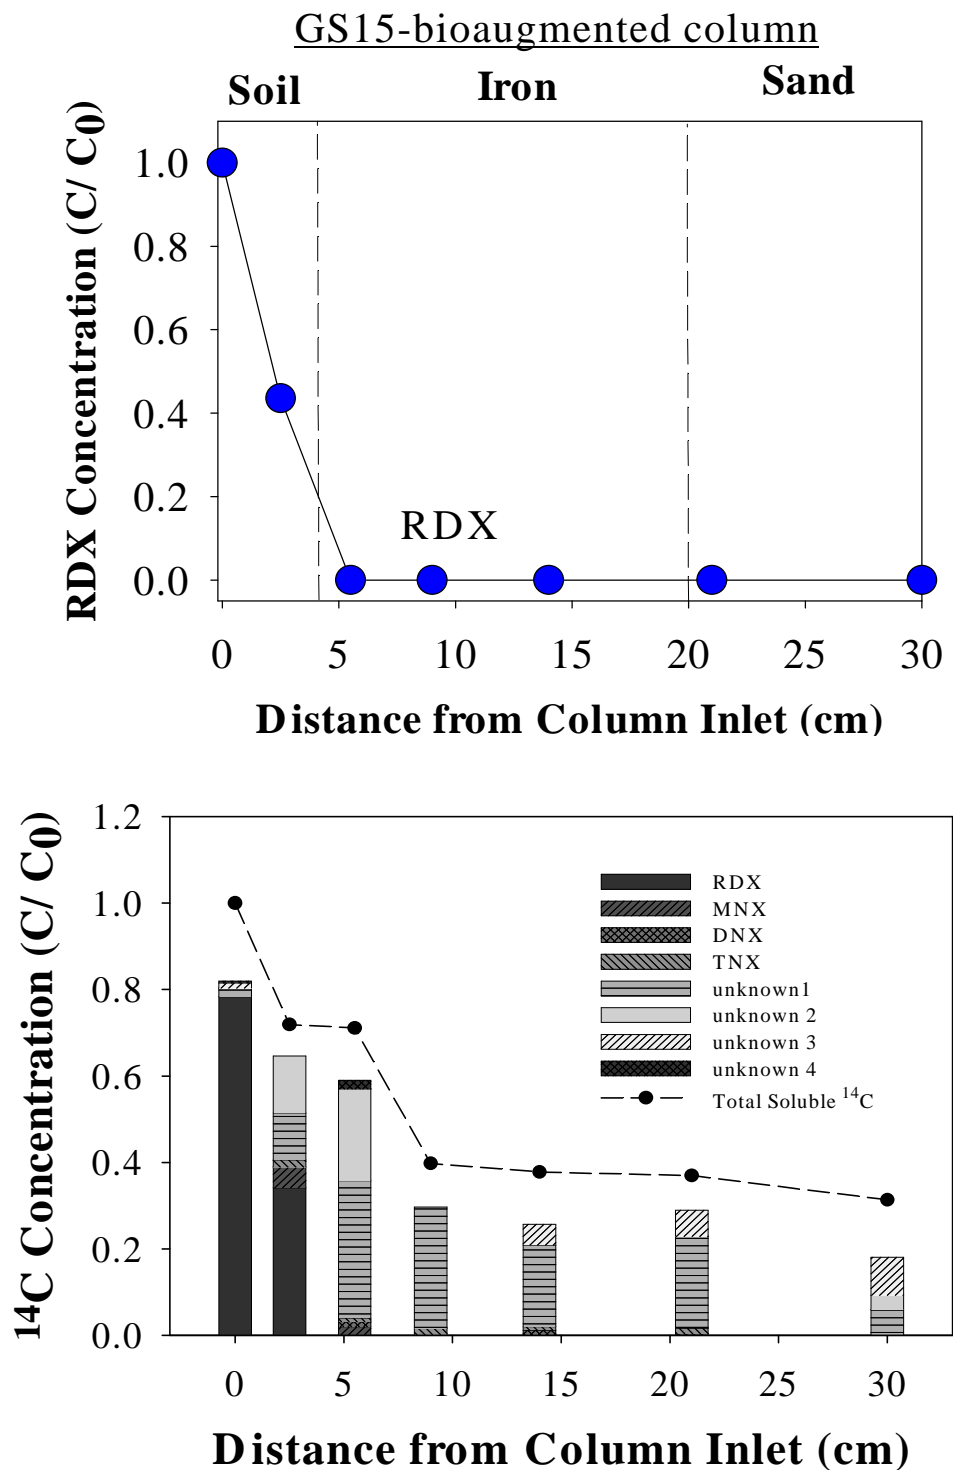 GS15-bioaugmented column
Soil Iron Sand
RDX Concentration (C/ C0)
1.0
0.8
0.6
0.4
0.2
0.0
RDX
0 5 10 15 20 25 30
Distance from Column Inlet (cm)
14C Concentration (C/ C0)
1.2
1.0
0.8
0.6
0.4
0.2
0.0
RDX
MNX
DNX
TNX
unknown1
unknown 2
unknown 3
unknown 4
Total Soluble 14C
0 5 10 15 20 25 30
Distance from Column Inlet (cm)